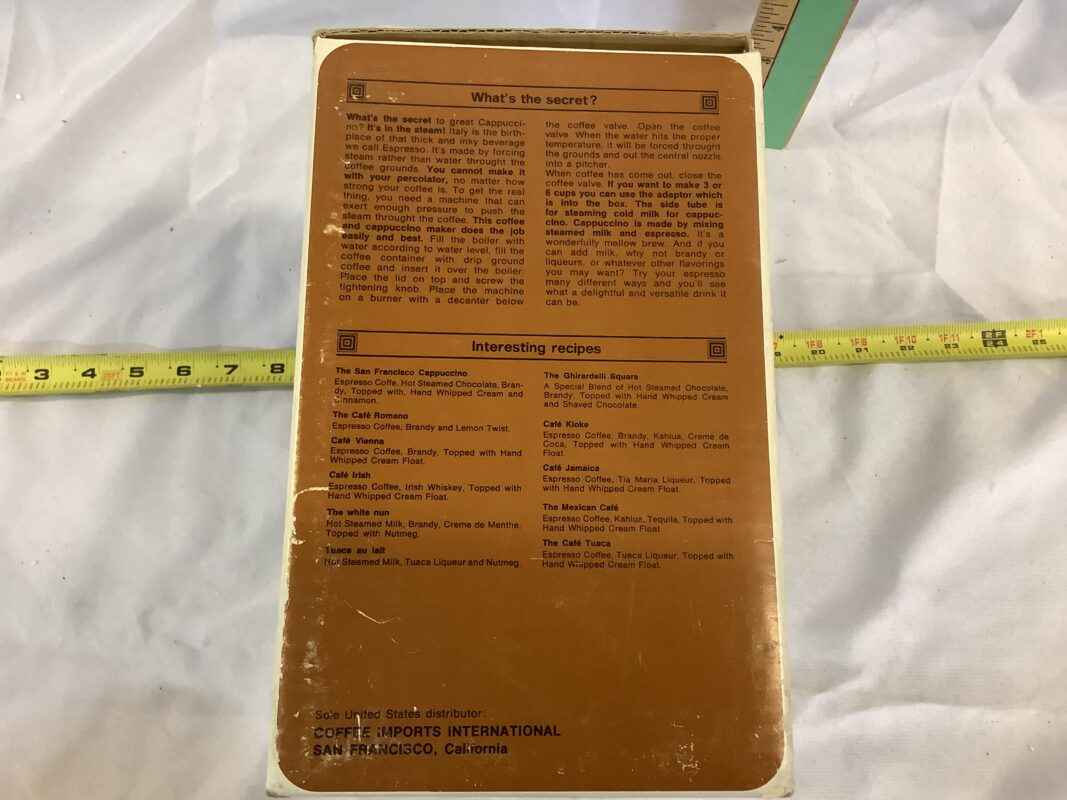 What's the secret?
What's the secret to great Cappucci-
no? It's in the steam! Italy is the birth-
place of that thick and inky beverage
we call Espresso. It's made by forcing
steam rather than water throught the
coffee grounds. You cannot make it
with your percolator, no matter how
strong your coffee is. To get the real
thing, you need a machine that can
exert enough pressure to push the
steam throught the coffee. This coffee
and cappuccino maker does the job
easily and best. Fill the boiler with
water according to water level, fill the
coffee container with drip ground
coffee and insert it over the boiler.
Place the lid on top and screw the
tightening knob. Place the machine
on a burner with a decanter below
the coffee valve. Open the coffee
valve. When the water hits the proper
temperature, it will be forced throught
the grounds and out the central nozzle
into a pitcher.
When coffee has come out, close the
coffee valve. If you want to make 3 or
6 cups you can use the adeptor which
is into the box. The side tube is
for steaming cold milk for cappuc-
cino. Cappuccino is made by mixing
steamed milk and espresso. It's a
wonderfully mellow brew. And if you
can add milk, why not brandy or
liqueurs, or whatever other flavorings
you may want? Try your espresso
many different ways and you'll see
what a delightful and versatile drink it
can be.
Interesting recipes
The San Francisco Cappuccino
Espresso Coffe, Hot Steamed Chocolate, Bran-
dy, Topped with, Hand Whipped Cream and
Cinnamon.
The Café Romano
Espresso Coffee, Brandy and Lemon Twist.
Café Vienna
Espresso Coffee, Brandy, Topped with Hand
Whipped Cream Float.
Café Irish
Espresso Coffee, Irish Whiskey, Topped with
Hand Whipped Cream Float.
The white nun
Hot Steamed Milk, Brandy, Creme de Menthe,
Topped with Nutmeg.
Tuaca au lait
Hot Steamed Milk, Tuaca Liqueur and Nutmeg.
The Ghirardelli Square
A Special Blend of Hot Steamed Chocolate,
Brandy, Topped with Hand Whipped Cream
and Shaved Chocolate.
Café Kioke
Espresso Coffee, Brandy, Kahlua, Creme de
Coca, Topped with Hand Whipped Cream
Float.
Café Jamaica
Espresso Coffee, Tia Maria Liqueur, Topped
with Hand Whipped Cream Float.
The Mexican Café
Espresso Coffee, Kahlua, Tequila, Topped with
Hand Whipped Cream Float.
The Café Tuaca
Espresso Coffee, Tuaca Liqueur, Topped with
Hand Whipped Cream Float.
Sole United States distributor:
COFFEE IMPORTS INTERNATIONAL
SAN FRANCISCO, California
3 4 5 6 7 8
1F8 1F9 1F10 1F11 2F 2F1
20 21 22 23 24 25